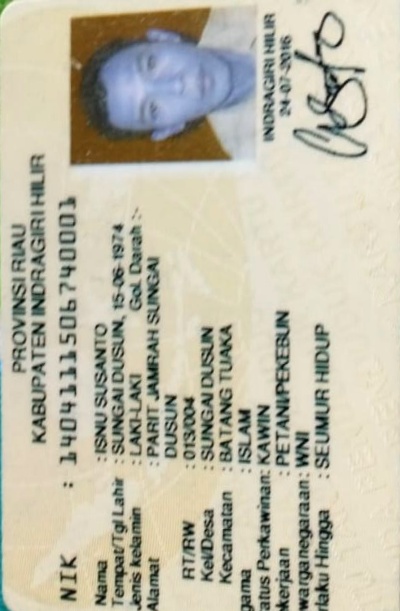 PROVINSI RIAU
KABUPATEN INDRAGIRI HILIR
NIK : 1404111506740001
Nama : ISNU SUSANTO
Tempat/Tgl Lahir : SUNGAI DUSUN, 15-06-1974
Jenis kelamin : LAKI-LAKI Gol. Darah :-
Alamat : PARIT JAMRAH SUNGAI
DUSUN
RT/RW : 013/004
Kel/Desa : SUNGAI DUSUN
Kecamatan : BATANG TUAKA
gama : ISLAM
tus Perkawinan: KAWIN
kerjaan : PETANI/PEKEBUN
warganegaraan: WNI
laku Hingga : SEUMUR HIDUP
INDRAGIRI HILIR
24-07-2016